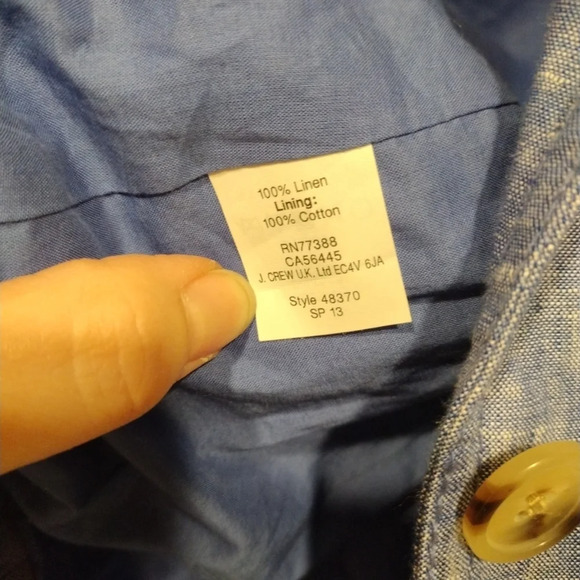 100% Linen
Lining:
100% Cotton
RN77388
CA56445
J. CREW U.K. Ltd EC4V 6JA
Style 48370
SP 13